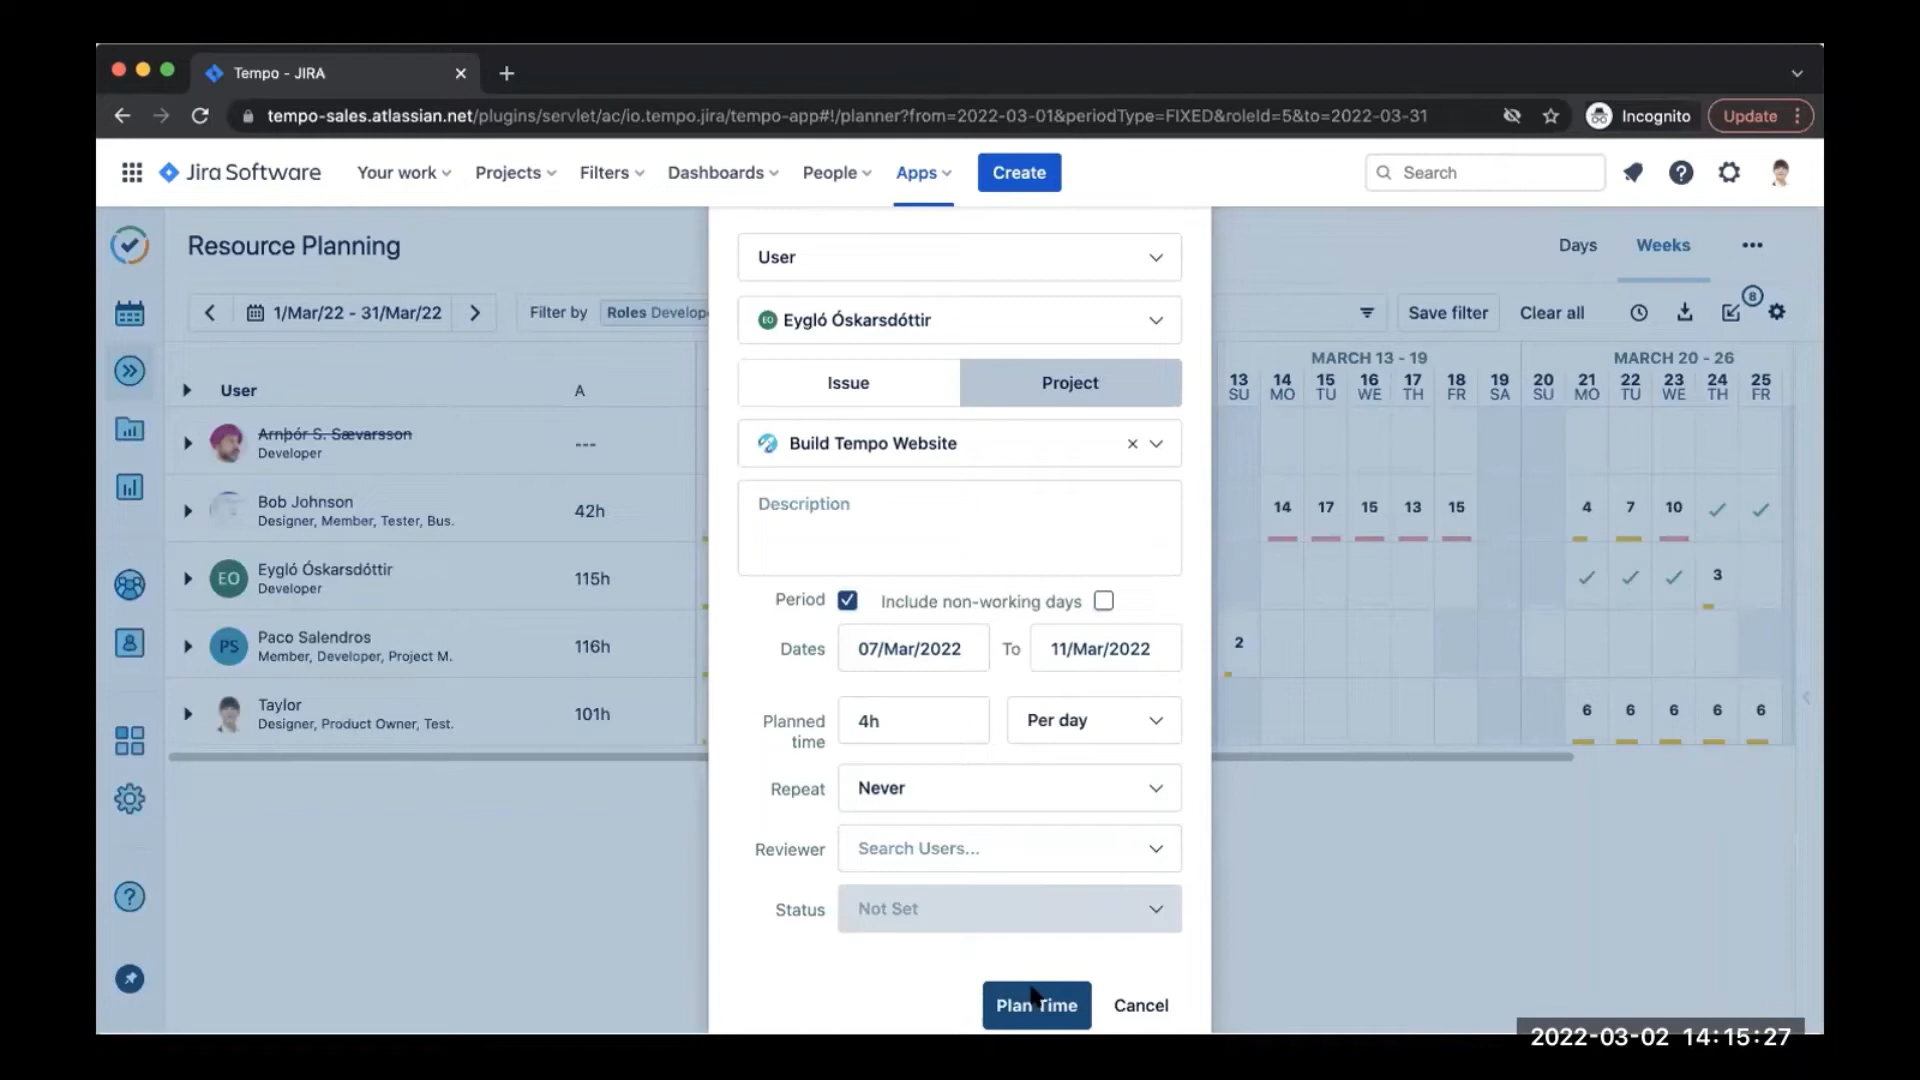 Tempo - JIRA
tempo-sales.atlassian.net/plugins/servlet/ac/io.tempo.jira/tempo-app#!/planner?from=2022-03-01&periodType=FIXED&roleId=5&to=2022-03-31
Incognito
Update
Jira Software
Your work
Projects
Filters
Dashboards
People
Apps
Create
Search
Resource Planning
Days
Weeks
1/Mar/22 - 31/Mar/22
Filter by
Roles Develop
Save filter
Clear all
8
User
A
MARCH 13 - 19
MARCH 20 - 26
13 14 15 16 17 18 19 20 21 22 23 24 25
SU MO TU WE TH FR SA SU MO TU WE TH FR
Arnþór S. Sævarsson
Developer
---
Bob Johnson
Designer, Member, Tester, Bus.
42h
14 17 15 13 15 4 7 10
EO
Eygló Óskarsdóttir
Developer
115h
3
PS
Paco Salendros
Member, Developer, Project M.
116h
2
Taylor
Designer, Product Owner, Test.
101h
6 6 6 6 6
User
EO Eygló Óskarsdóttir
Issue
Project
Build Tempo Website
Description
Period
Include non-working days
Dates
07/Mar/2022
To
11/Mar/2022
Planned time
4h
Per day
Repeat
Never
Reviewer
Search Users...
Status
Not Set
Plan Time
Cancel
2022-03-02 14:15:27